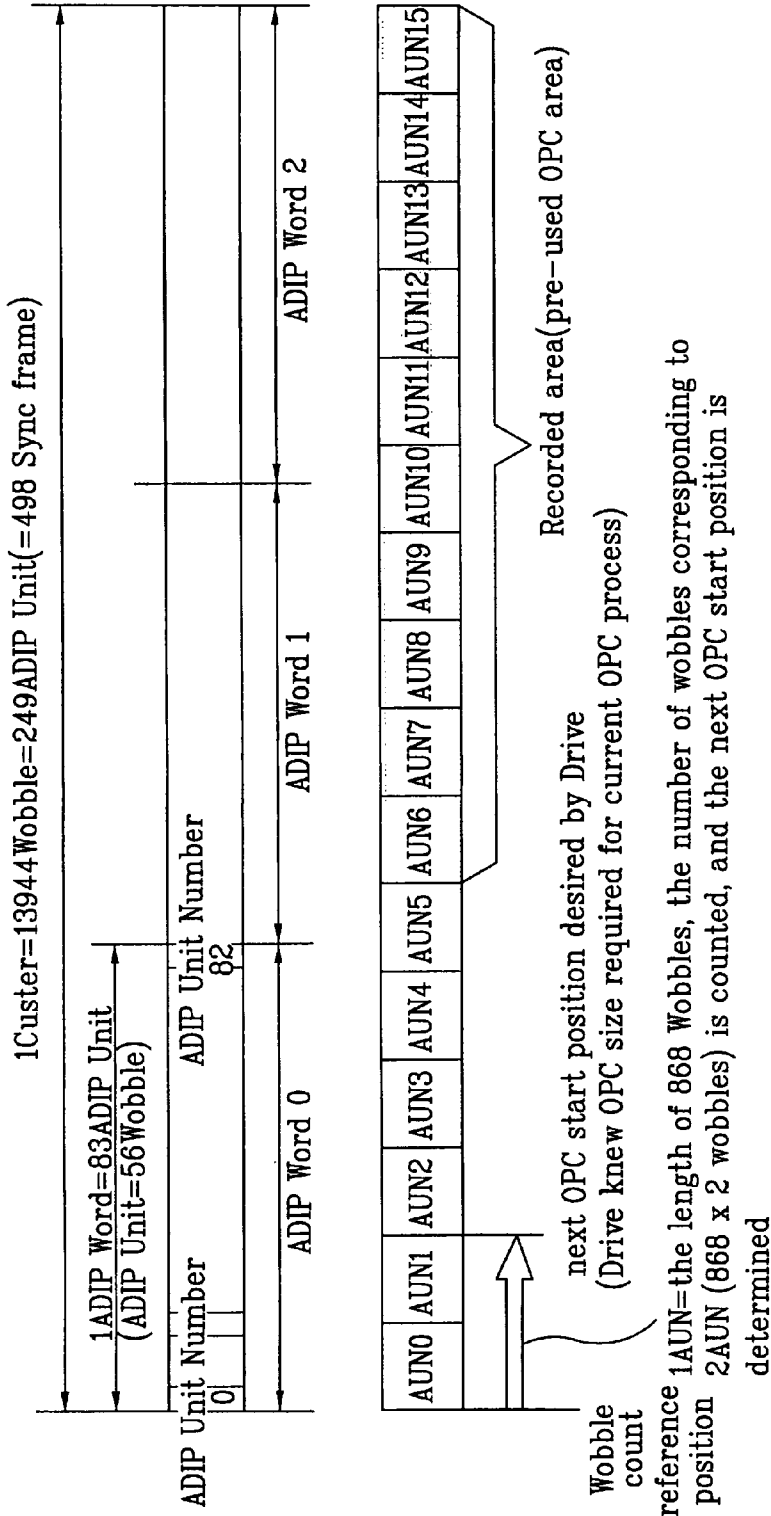 1Custer=13944Wobble=249ADIP Unit(=498 Sync frame)
1ADIP Word=83ADIP Unit
(ADIP Unit=56Wobble)
ADIP Unit Number
0
ADIP Unit Number
82
ADIP Word 0
ADIP Word 1
ADIP Word 2
AUN0 AUN1 AUN2 AUN3 AUN4 AUN5 AUN6 AUN7 AUN8 AUN9 AUN10 AUN11 AUN12 AUN13 AUN14 AUN15
Recorded area(pre-used OPC area)
next OPC start position desired by Drive
(Drive knew OPC size required for current OPC process)
Wobble
count
reference
position
1AUN=the length of 868 Wobbles, the number of wobbles corresponding to
2AUN (868 x 2 wobbles) is counted, and the next OPC start position is
determined